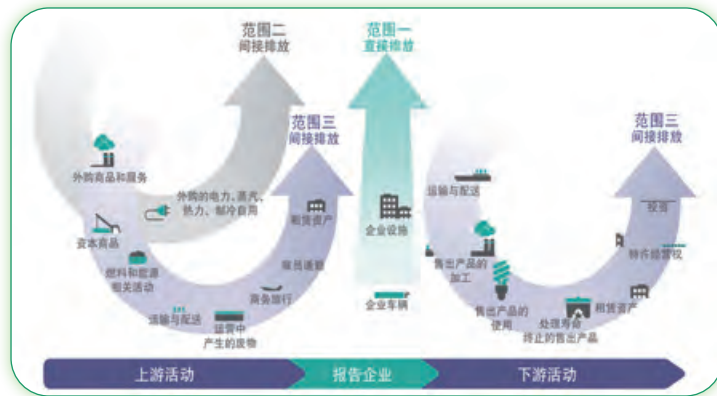 范围二
间接排放
范围一
直接排放
范围三
间接排放
范围三
间接排放
外购商品和服务
外购的电力、蒸汽、
热力、制冷自用
资本商品
燃料和能源
相关活动
运输与配送
运营中
产生的废物
商务旅行
雇员通勤
租赁资产
企业设施
企业车辆
运输与配送
售出产品的
加工
售出产品的
使用
处理寿命
终止的售出产品
租赁资产
特许经营权
投资
上游活动
报告企业
下游活动